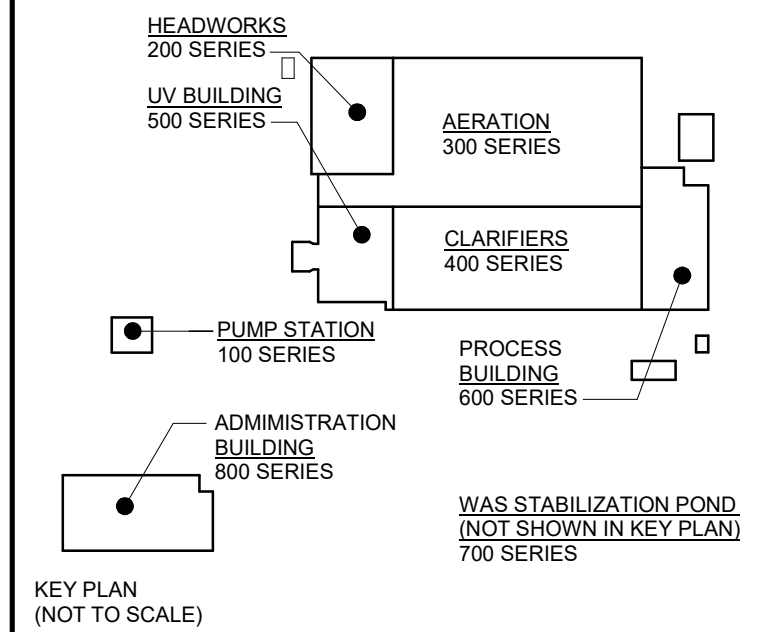 HEADWORKS
200 SERIES
UV BUILDING
500 SERIES
AERATION
300 SERIES
CLARIFIERS
400 SERIES
PUMP STATION
100 SERIES
PROCESS
BUILDING
600 SERIES
ADMIMISTRATION
BUILDING
800 SERIES
WAS STABILIZATION POND
(NOT SHOWN IN KEY PLAN)
700 SERIES
KEY PLAN
(NOT TO SCALE)